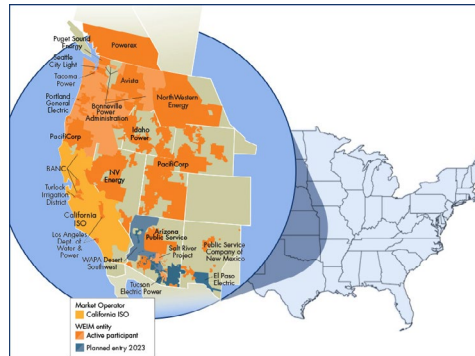 Powerex
Puget Sound
Energy
Seattle
City Light
Tacoma
Power
Avista
Portland
General
Electric
Bonneville
Power
Administration
NorthWestern
Energy
PacifiCorp
Idaho
Power
PacifiCorp
BANC
NV
Energy
Turlock
Irrigation
District
California
ISO
Los Angeles
Dept. of
Water &
Power
Arizona
Public Service
Salt River
Project
Public Service
Company of
New Mexico
WAPA Desert
Southwest
El Paso
Electric
Tucson
Electric Power
Market Operator
California ISO
WEIM entity
Active participant
Planned entry 2023